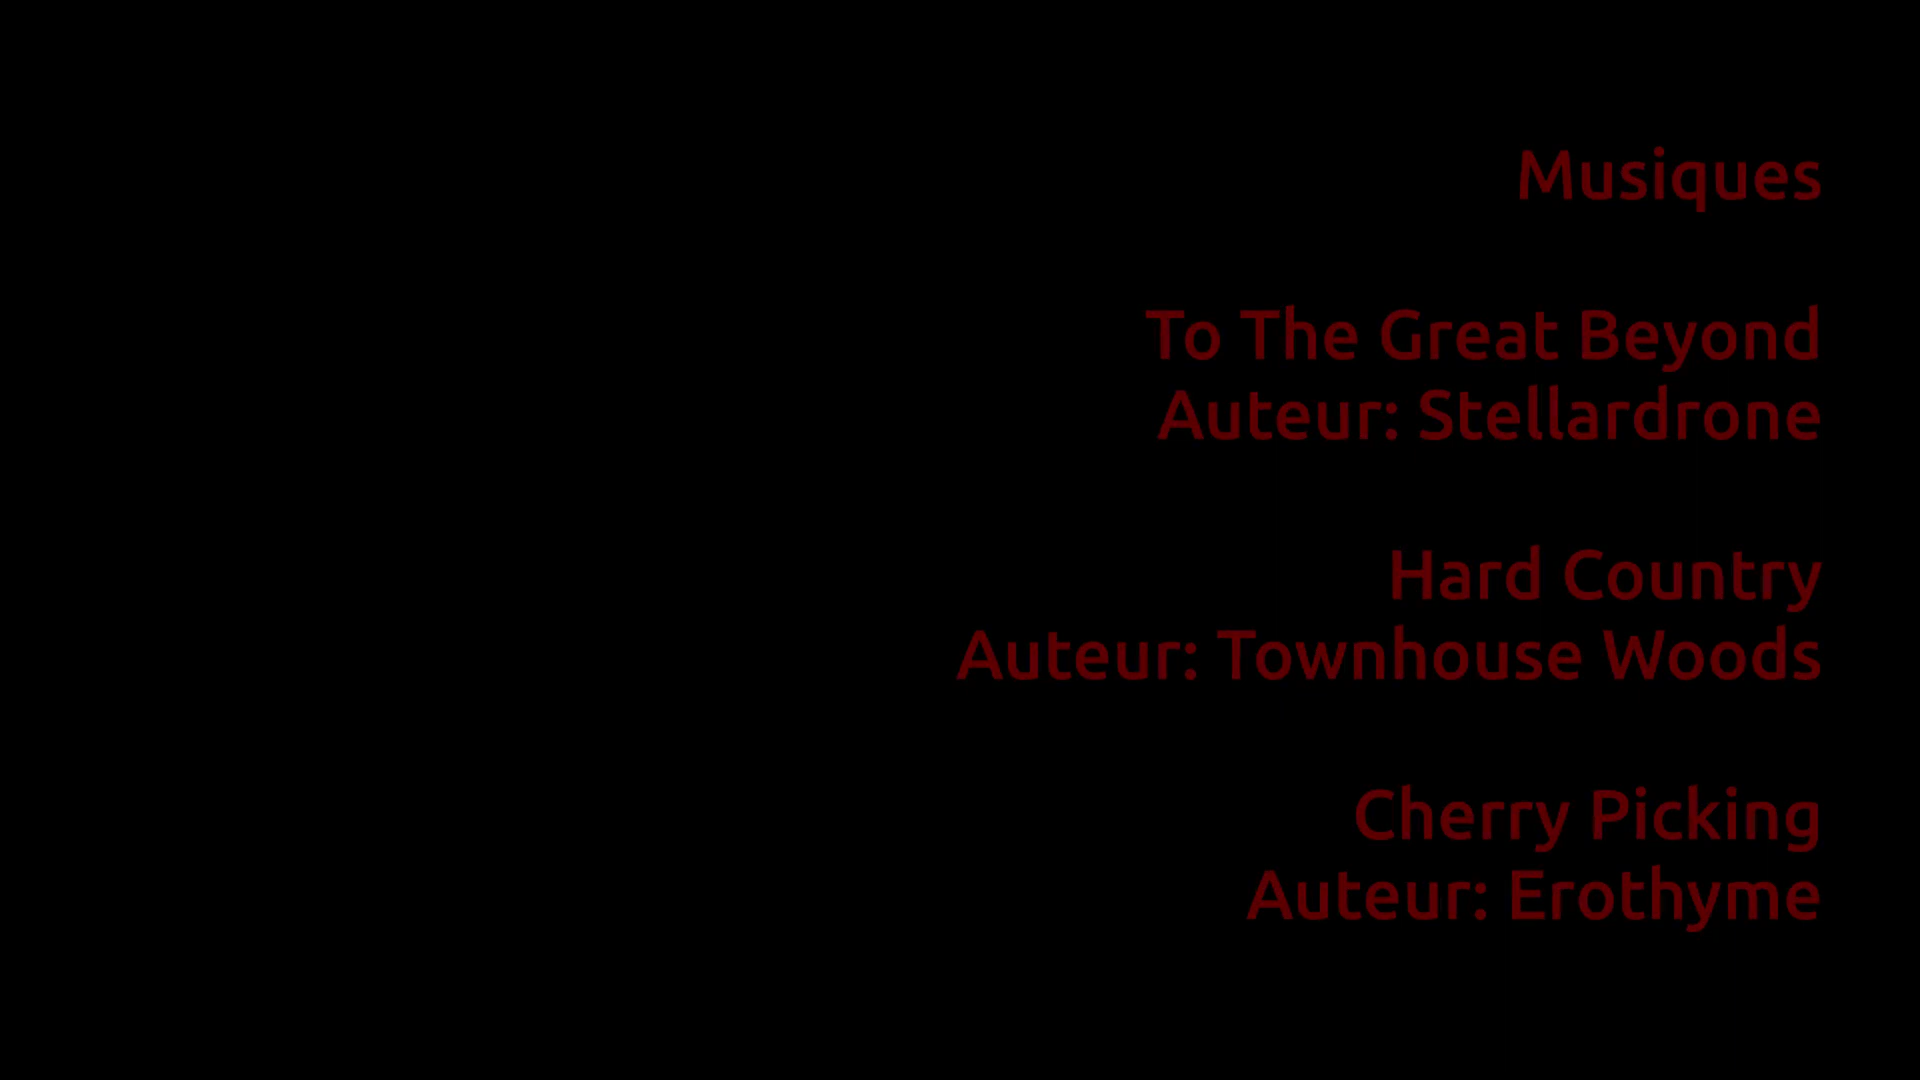 Musiques
To The Great Beyond
Auteur: Stellardrone
Hard Country
Auteur: Townhouse Woods
Cherry Picking
Auteur: Erothyme